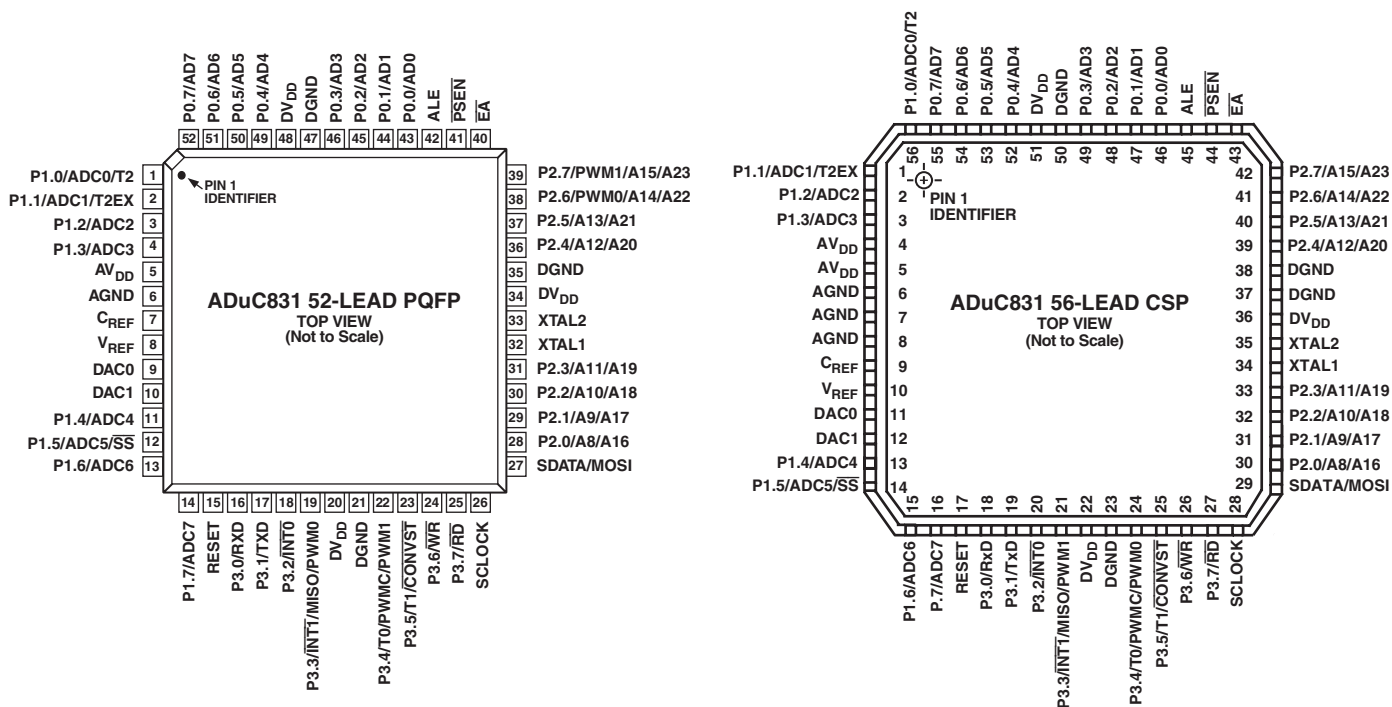 P0.7/AD7
P0.6/AD6
P0.5/AD5
P0.4/AD4
DVDD
DGND
P0.3/AD3
P0.2/AD2
P0.1/AD1
P0.0/AD0
ALE
PSEN
EA
52 51 50 49 48 47 46 45 44 43 42 41 40
P1.0/ADC0/T2 1
P1.1/ADC1/T2EX 2
P1.2/ADC2 3
P1.3/ADC3 4
AVDD 5
AGND 6
CREF 7
VREF 8
DAC0 9
DAC1 10
P1.4/ADC4 11
P1.5/ADC5/SS 12
P1.6/ADC6 13
PIN 1
IDENTIFIER
ADuC831 52-LEAD PQFP
TOP VIEW
(Not to Scale)
39 P2.7/PWM1/A15/A23
38 P2.6/PWM0/A14/A22
37 P2.5/A13/A21
36 P2.4/A12/A20
35 DGND
34 DVDD
33 XTAL2
32 XTAL1
31 P2.3/A11/A19
30 P2.2/A10/A18
29 P2.1/A9/A17
28 P2.0/A8/A16
27 SDATA/MOSI
14 15 16 17 18 19 20 21 22 23 24 25 26
P1.7/ADC7
RESET
P3.0/RXD
P3.1/TXD
P3.2/INT0
P3.3/INT1/MISO/PWM0
DVDD
DGND
P3.4/T0/PWMC/PWM1
P3.5/T1/CONVST
P3.6/WR
P3.7/RD
SCLOCK
P1.0/ADC0/T2
P0.7/AD7
P0.6/AD6
P0.5/AD5
P0.4/AD4
DVDD
DGND
P0.3/AD3
P0.2/AD2
P0.1/AD1
P0.0/AD0
ALE
PSEN
EA
56 55 54 53 52 51 50 49 48 47 46 45 44 43
P1.1/ADC1/T2EX 1
P1.2/ADC2 2
P1.3/ADC3 3
AVDD 4
AVDD 5
AGND 6
AGND 7
AGND 8
CREF 9
VREF 10
DAC0 11
DAC1 12
P1.4/ADC4 13
P1.5/ADC5/SS 14
PIN 1
IDENTIFIER
ADuC831 56-LEAD CSP
TOP VIEW
(Not to Scale)
42 P2.7/A15/A23
41 P2.6/A14/A22
40 P2.5/A13/A21
39 P2.4/A12/A20
38 DGND
37 DGND
36 DVDD
35 XTAL2
34 XTAL1
33 P2.3/A11/A19
32 P2.2/A10/A18
31 P2.1/A9/A17
30 P2.0/A8/A16
29 SDATA/MOSI
15 16 17 18 19 20 21 22 23 24 25 26 27 28
P1.6/ADC6
P.7/ADC7
RESET
P3.0/RxD
P3.1/TxD
P3.2/INT0
P3.3/INT1/MISO/PWM1
DVDD
DGND
P3.4/T0/PWMC/PWM0
P3.5/T1/CONVST
P3.6/WR
P3.7/RD
SCLOCK